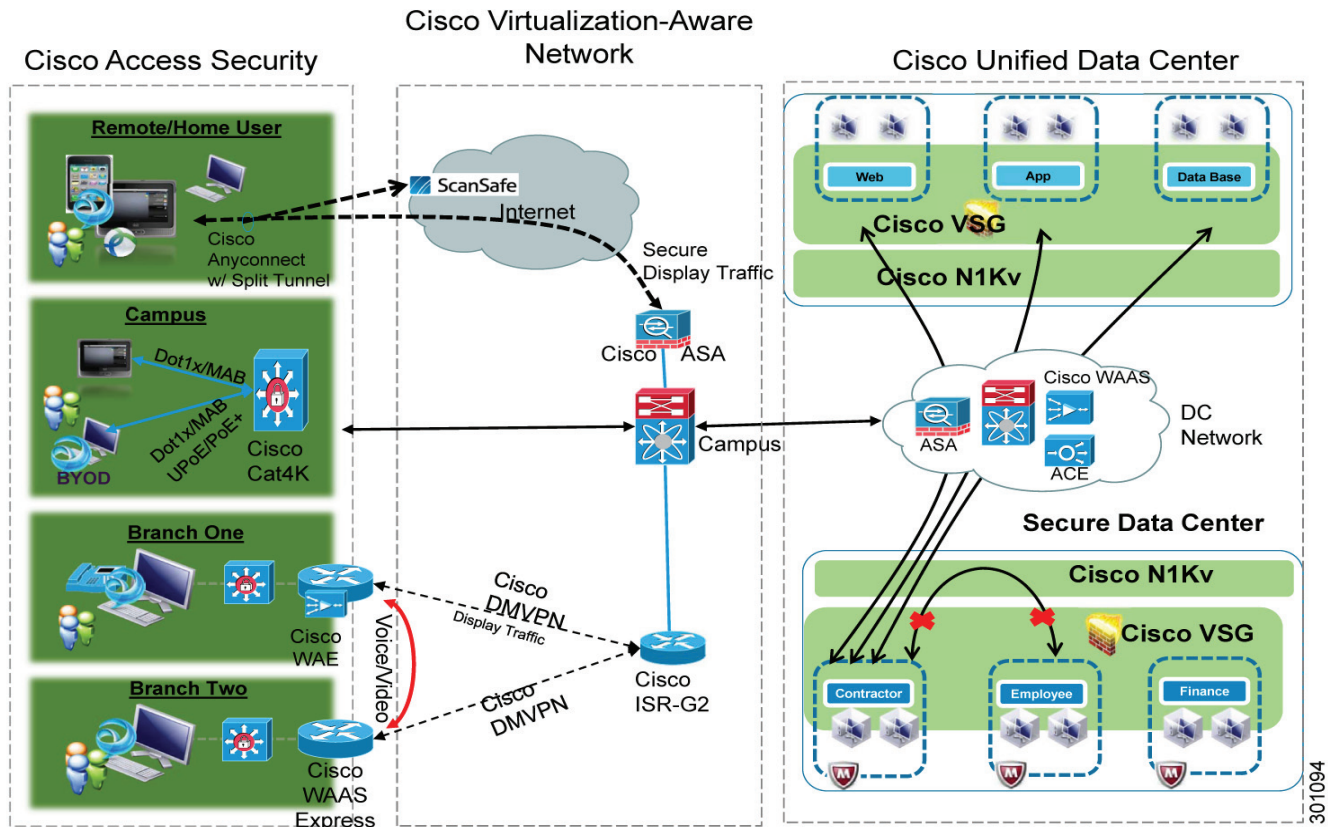 Cisco Access Security
Cisco Virtualization-Aware
Network
Cisco Unified Data Center
Remote/Home User
Cisco
Anyconnect
w/ Split Tunnel
Campus
Dot1x/MAB
Dot1x/MAB
UPoE/PoE+
BYOD
Cisco
Cat4K
Branch One
Cisco
WAE
Voice/Video
Branch Two
Cisco
WAAS
Express
ScanSafe
Internet
Secure
Display Traffic
Cisco ASA
Campus
Cisco
DMVPN
Display Traffic
Cisco
DMVPN
Cisco
ISR-G2
Web
App
Data Base
Cisco VSG
Cisco N1Kv
Cisco WAAS
ASA
ACE
DC
Network
Secure Data Center
Cisco N1Kv
Cisco VSG
Contractor
Employee
Finance
M
M
M
301094